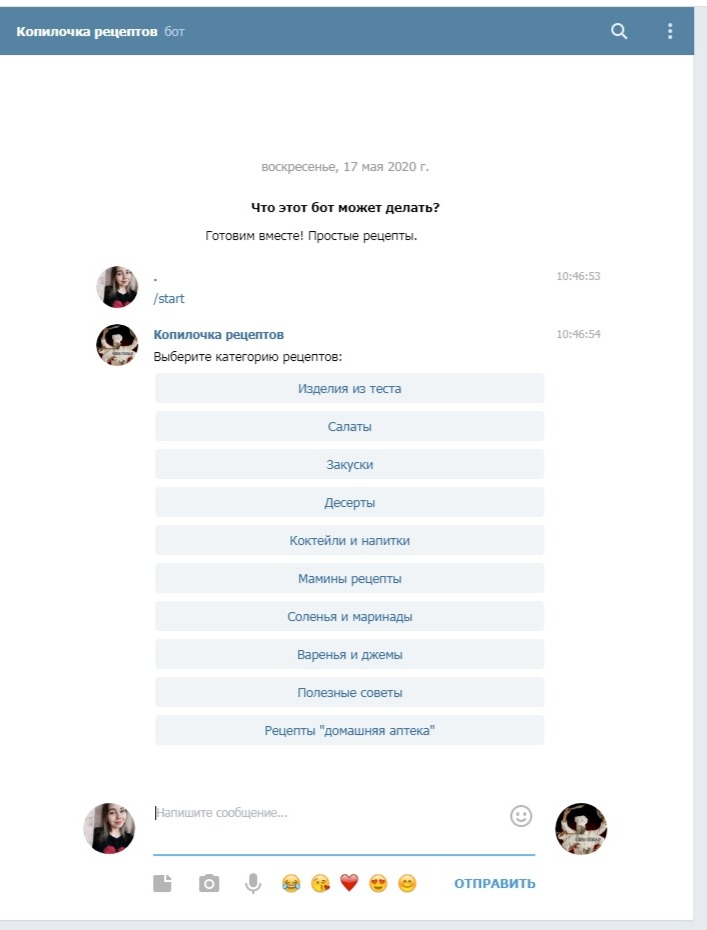 Копилочка рецептов бот
воскресенье, 17 мая 2020 г.
Что этот бот может делать?
Готовим вместе! Простые рецепты.
. 10:46:53
/start
Копилочка рецептов 10:46:54
Выберите категорию рецептов:
Изделия из теста
Салаты
Закуски
Десерты
Коктейли и напитки
Мамины рецепты
Соленья и маринады
Варенья и джемы
Полезные советы
Рецепты "домашняя аптека"
Напишите сообщение...
ОТПРАВИТЬ